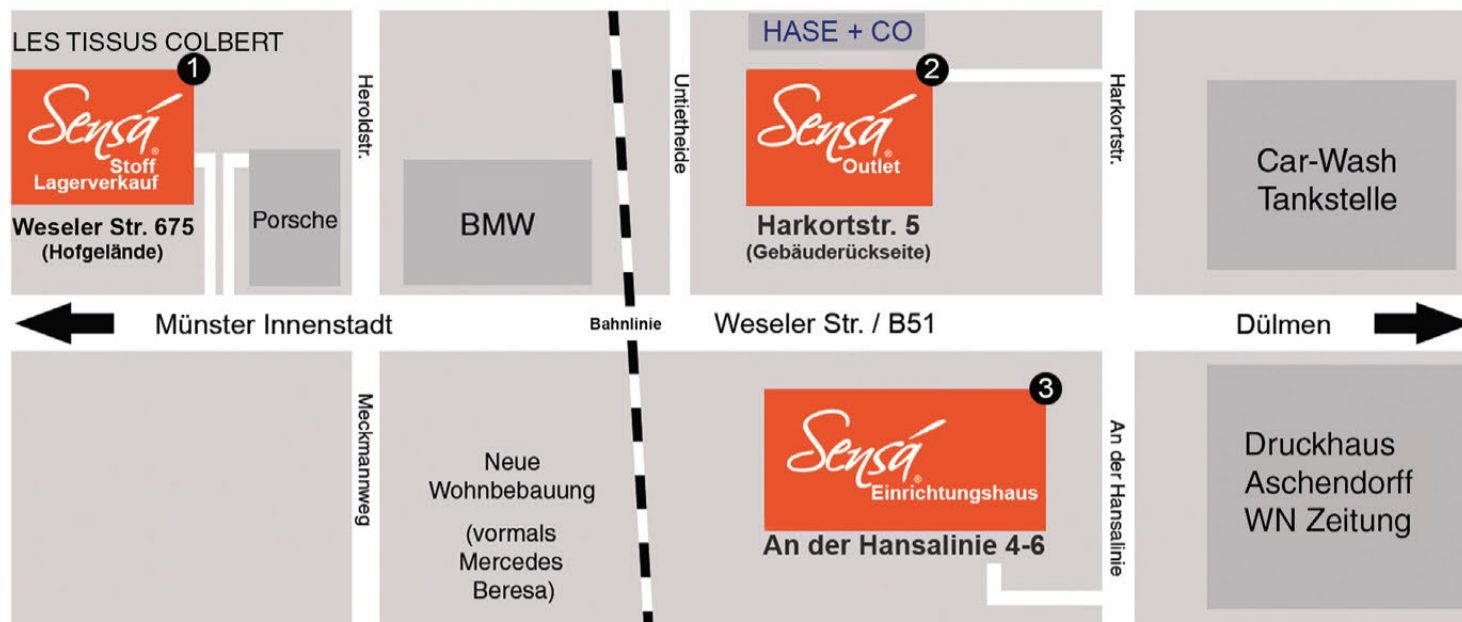 LES TISSUS COLBERT
1
Sensá®
Stoff
Lagerverkauf
Weseler Str. 675
(Hofgelände)
Porsche
Heroldstr.
BMW
Untietheide
HASE + CO
2
Sensá®
Outlet
Harkortstr. 5
(Gebäuderückseite)
Harkortstr.
Car-Wash
Tankstelle
Münster Innenstadt
Bahnlinie
Weseler Str. / B51
Dülmen
Meckmannweg
Neue
Wohnbebauung
(vormals
Mercedes
Beresa)
3
Sensá®
Einrichtungshaus
An der Hansalinie 4-6
An der Hansalinie
Druckhaus
Aschendorff
WN Zeitung